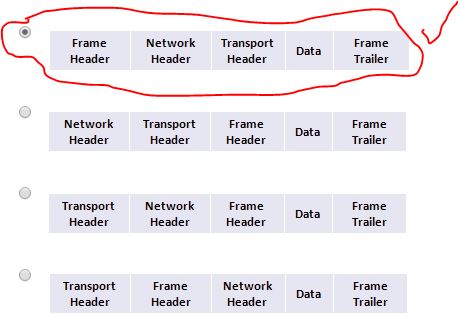 Frame Header Network Header Transport Header Data Frame Trailer
Network Header Transport Header Frame Header Data Frame Trailer
Transport Header Network Header Frame Header Data Frame Trailer
Transport Header Frame Header Network Header Data Frame Trailer